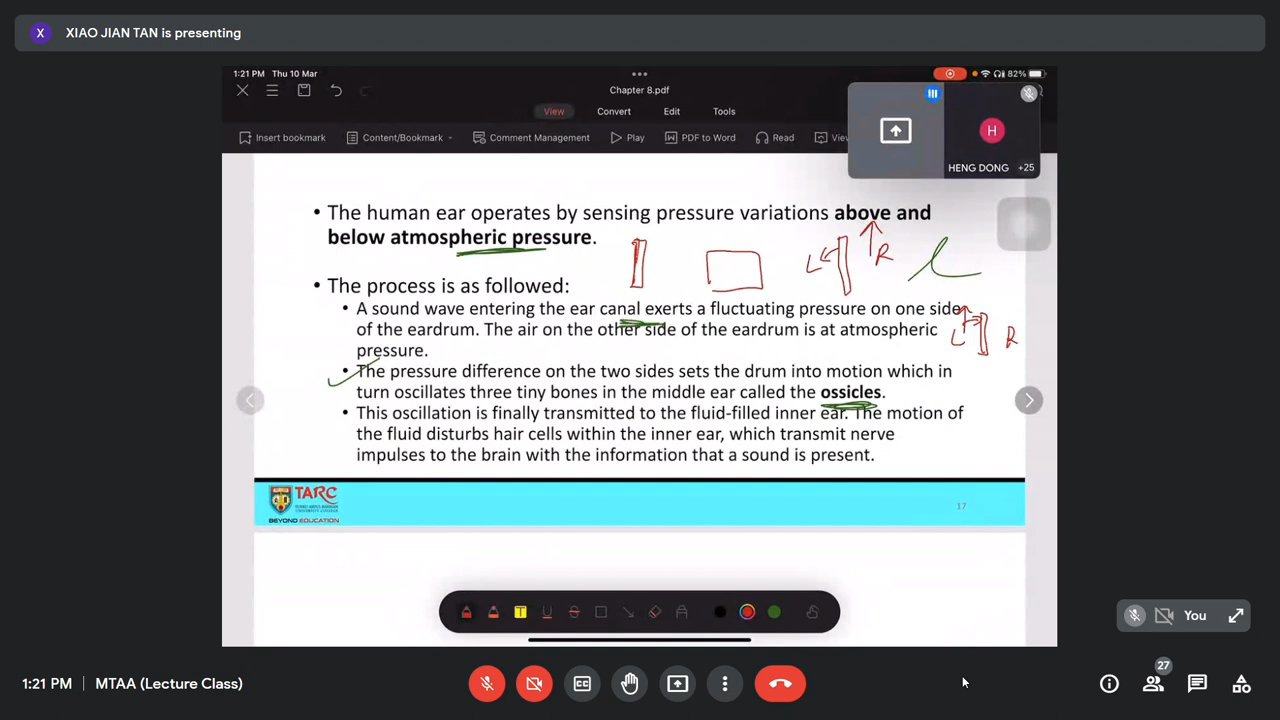 X
XIAO JIAN TAN is presenting
1:21 PM Thu 10 Mar
82%
Chapter 8.pdf
View Convert Edit Tools
Insert bookmark Content/Bookmark Comment Management Play PDF to Word Read
H
HENG DONG +25
• The human ear operates by sensing pressure variations above and
below atmospheric pressure.
L R
• The process is as followed:
• A sound wave entering the ear canal exerts a fluctuating pressure on one side
of the eardrum. The air on the other side of the eardrum is at atmospheric
L R
pressure.
• The pressure difference on the two sides sets the drum into motion which in
turn oscillates three tiny bones in the middle ear called the ossicles.
• This oscillation is finally transmitted to the fluid-filled inner ear. The motion of
the fluid disturbs hair cells within the inner ear, which transmit nerve
impulses to the brain with the information that a sound is present.
TARC
BEYOND EDUCATION
17
You
1:21 PM MTAA (Lecture Class)
27